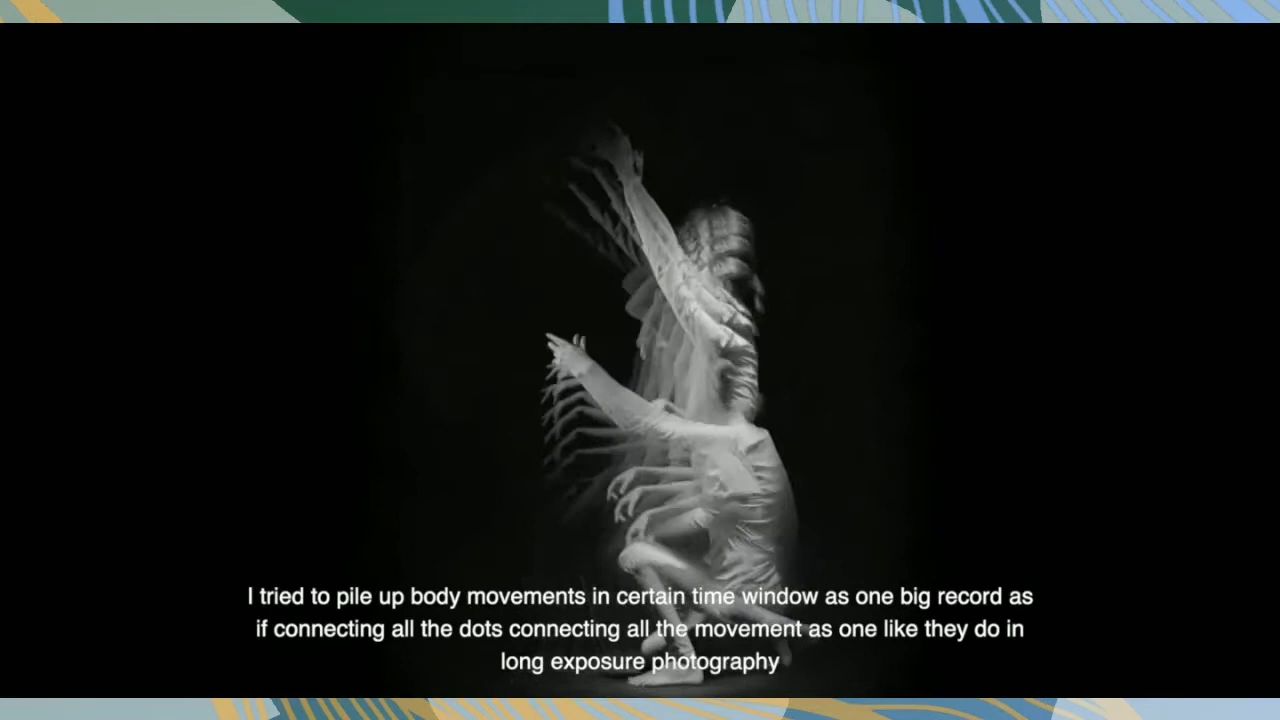 I tried to pile up body movements in certain time window as one big record as
if connecting all the dots connecting all the movement as one like they do in
long exposure photography